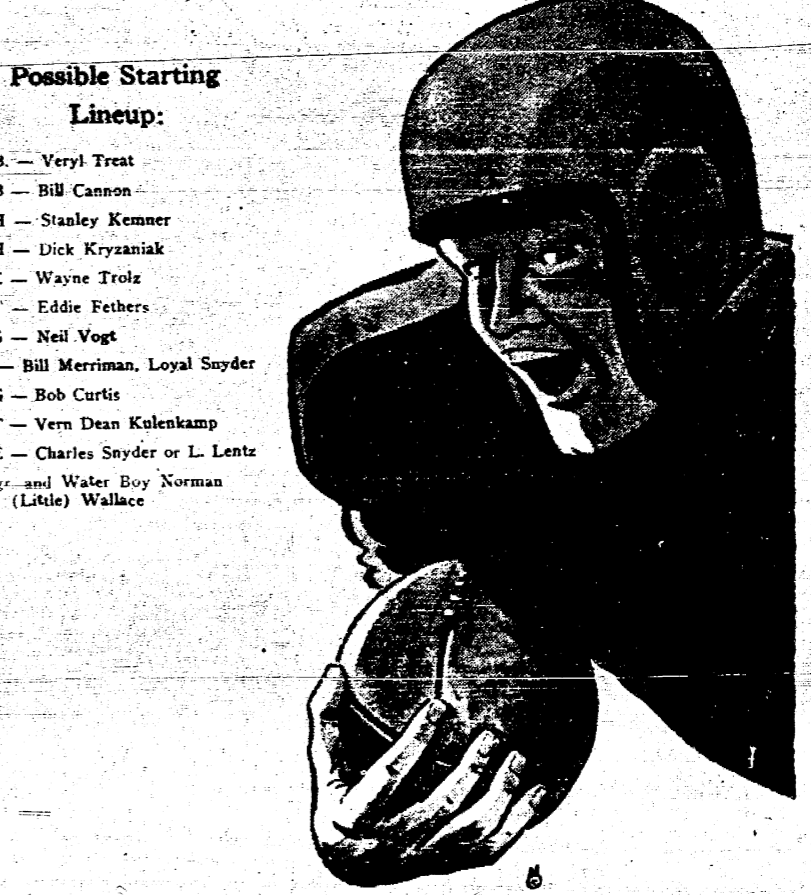 Possible Starting
Lineup:
B. — Veryl Treat
B — Bill Cannon
H — Stanley Kemner
H — Dick Kryzaniak
E — Wayne Trolz
T — Eddie Fethers
G — Neil Vogt
— Bill Merriman, Loyal Snyder
G — Bob Curtis
T — Vern Dean Kulenkamp
E — Charles Snyder or L. Lentz
gr. and Water Boy Norman
(Little) Wallace